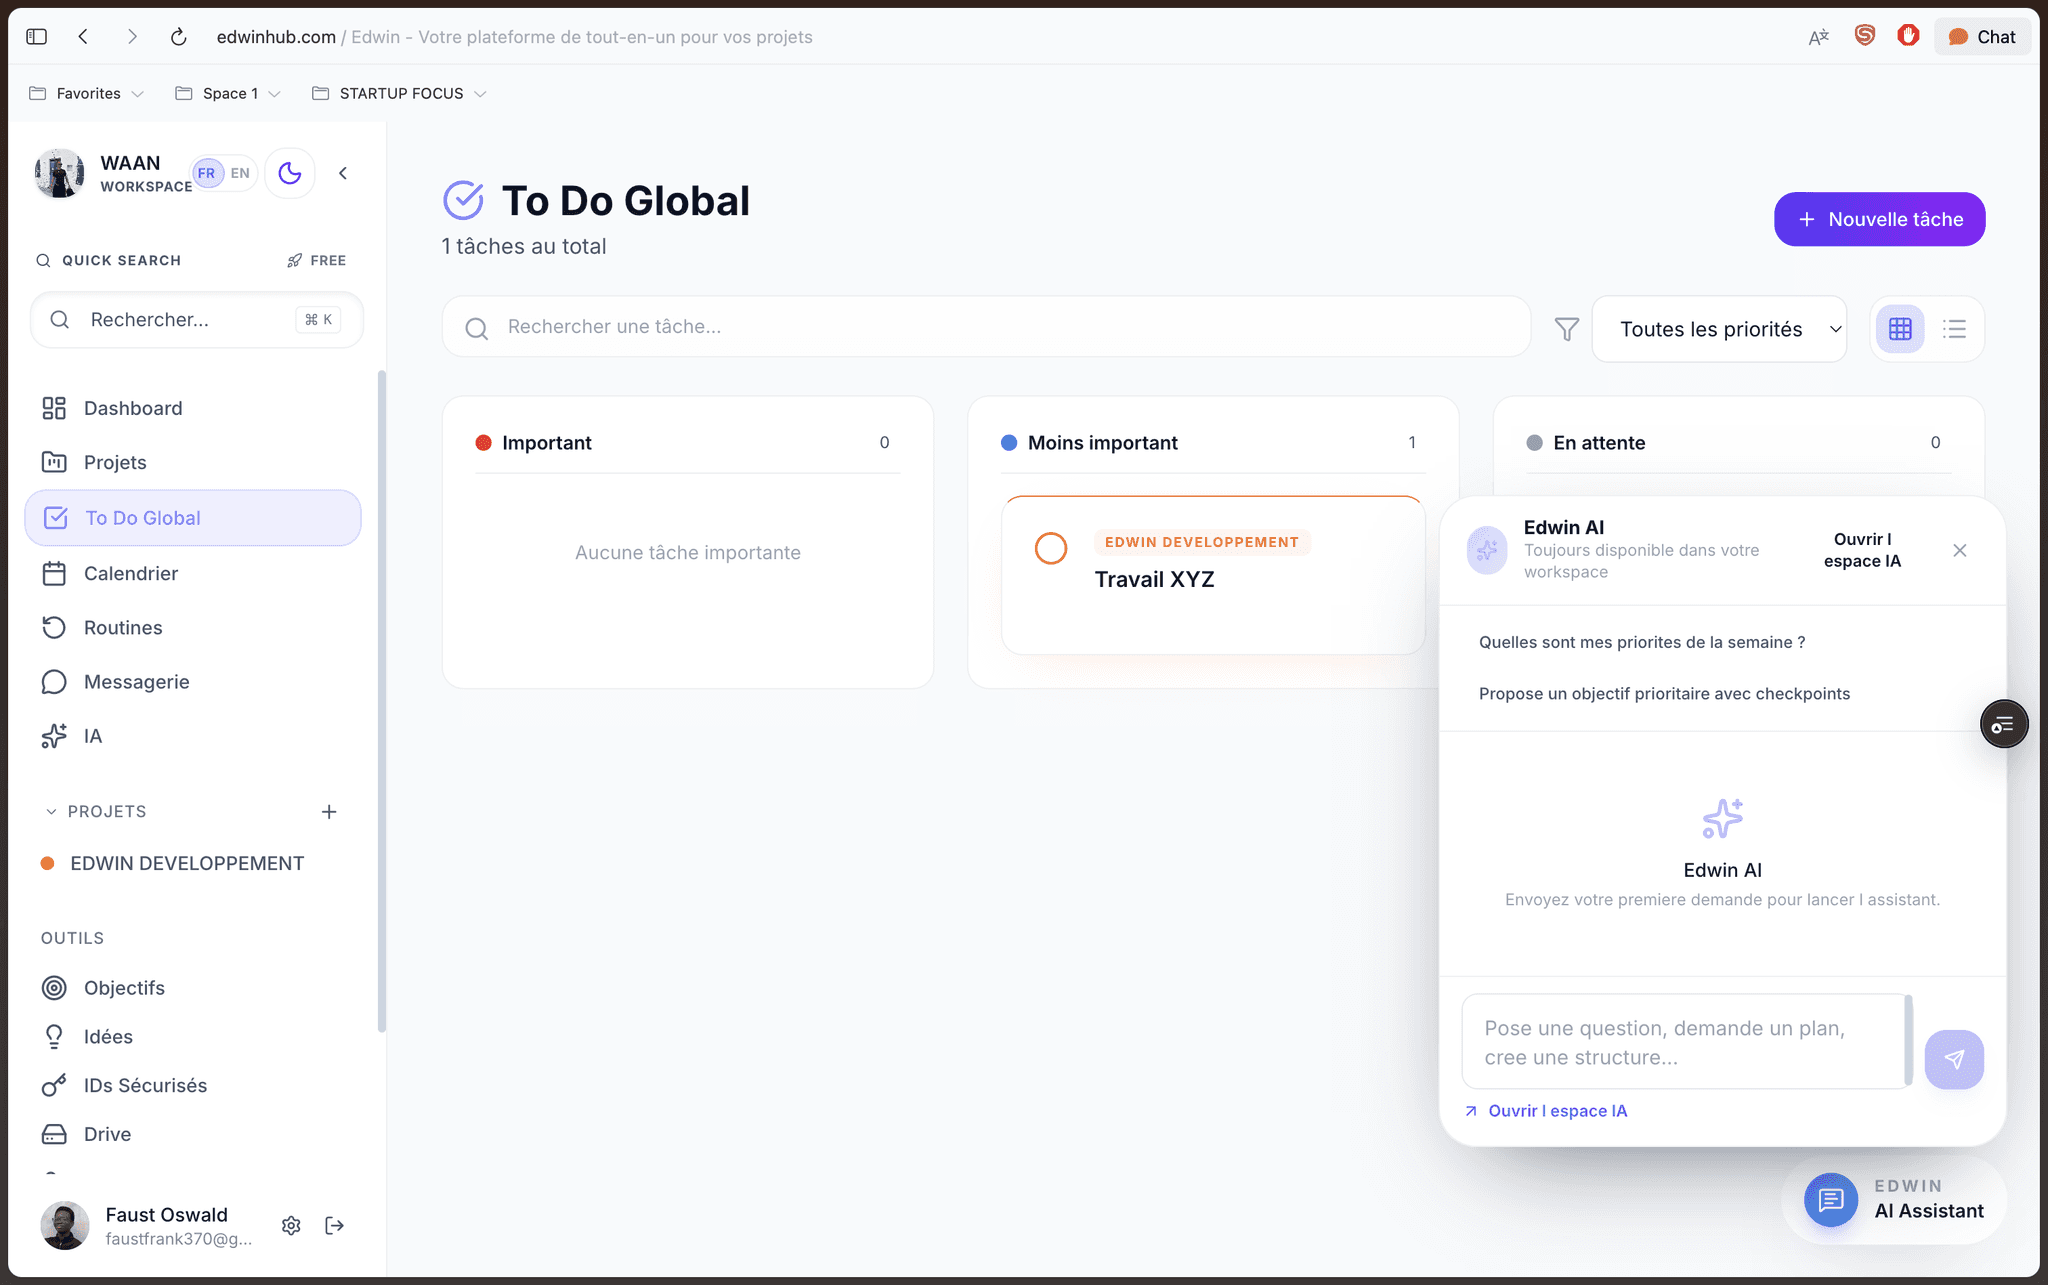 edwinhub.com / Edwin - Votre plateforme de tout-en-un pour vos projets
Chat
Favorites
Space 1
STARTUP FOCUS
WAAN
WORKSPACE
FR
EN
QUICK SEARCH
FREE
Rechercher...
⌘ K
Dashboard
Projets
To Do Global
Calendrier
Routines
Messagerie
IA
PROJETS
EDWIN DEVELOPPEMENT
OUTILS
Objectifs
Idées
IDs Sécurisés
Drive
Faust Oswald
faustfrank370@g...
To Do Global
1 tâches au total
+ Nouvelle tâche
Rechercher une tâche...
Toutes les priorités
Important
0
Aucune tâche importante
Moins important
1
EDWIN DEVELOPPEMENT
Travail XYZ
En attente
0
Edwin AI
Toujours disponible dans votre
workspace
Ouvrir l
espace IA
Quelles sont mes priorites de la semaine ?
Propose un objectif prioritaire avec checkpoints
Edwin AI
Envoyez votre premiere demande pour lancer l assistant.
Pose une question, demande un plan,
cree une structure...
Ouvrir l espace IA
EDWIN
AI Assistant